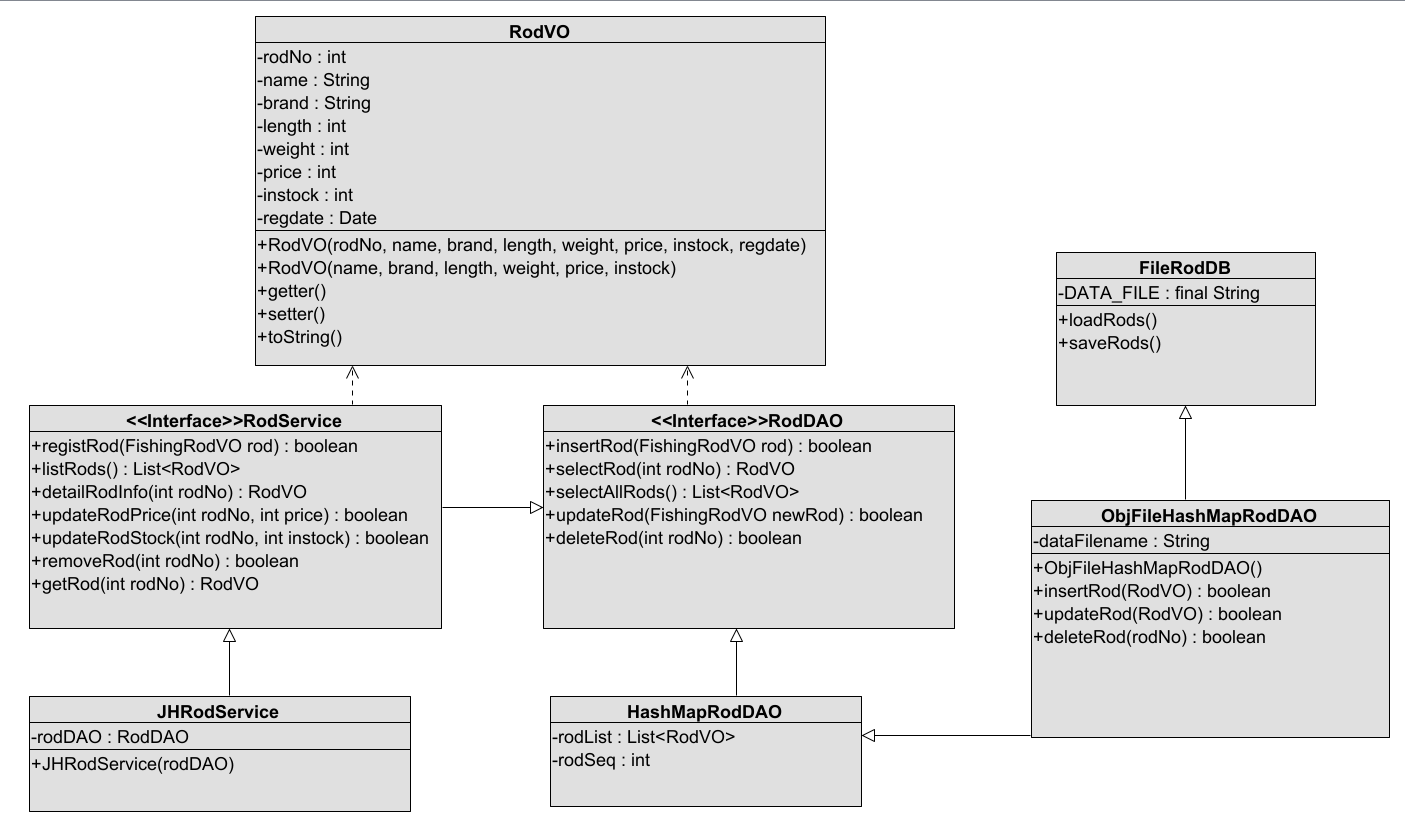 RodVO
-rodNo : int
-name : String
-brand : String
-length : int
-weight : int
-price : int
-instock : int
-regdate : Date
+RodVO(rodNo, name, brand, length, weight, price, instock, regdate)
+RodVO(name, brand, length, weight, price, instock)
+getter()
+setter()
+toString()
FileRodDB
-DATA_FILE : final String
+loadRods()
+saveRods()
<<Interface>>RodService
+registRod(FishingRodVO rod) : boolean
+listRods() : List<RodVO>
+detailRodInfo(int rodNo) : RodVO
+updateRodPrice(int rodNo, int price) : boolean
+updateRodStock(int rodNo, int instock) : boolean
+removeRod(int rodNo) : boolean
+getRod(int rodNo) : RodVO
<<Interface>>RodDAO
+insertRod(FishingRodVO rod) : boolean
+selectRod(int rodNo) : RodVO
+selectAllRods() : List<RodVO>
+updateRod(FishingRodVO newRod) : boolean
+deleteRod(int rodNo) : boolean
ObjFileHashMapRodDAO
-dataFilename : String
+ObjFileHashMapRodDAO()
+insertRod(RodVO) : boolean
+updateRod(RodVO) : boolean
+deleteRod(rodNo) : boolean
JHRodService
-rodDAO : RodDAO
+JHRodService(rodDAO)
HashMapRodDAO
-rodList : List<RodVO>
-rodSeq : int